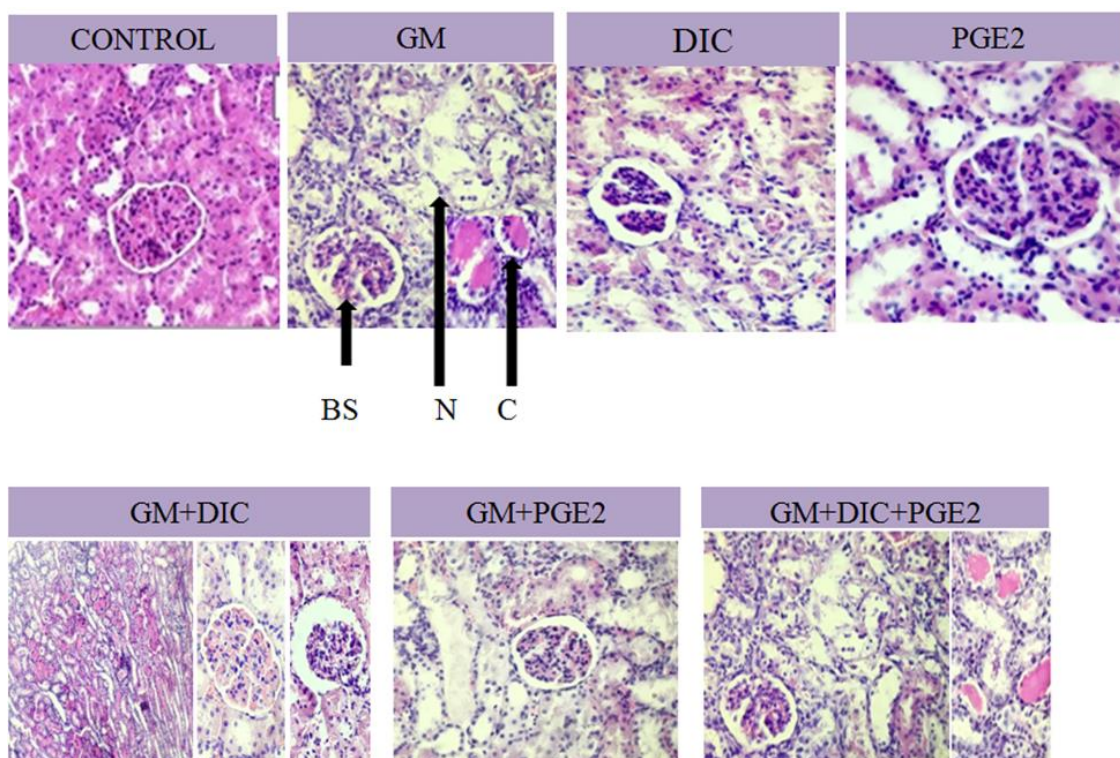 CONTROL
GM
DIC
PGE2
BS
N
C
GM+DIC
GM+PGE2
GM+DIC+PGE2